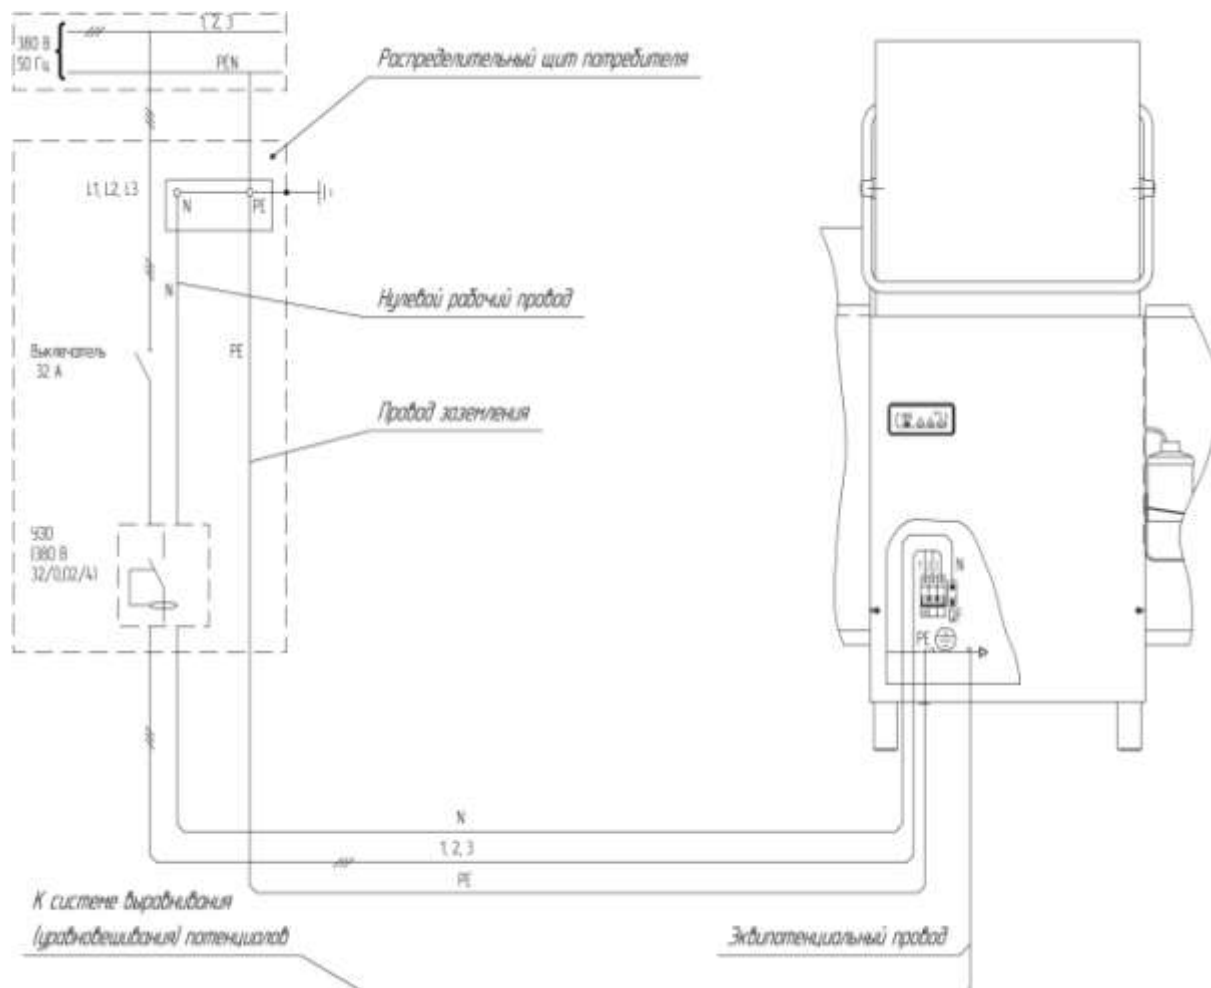 1, 2, 3
380 В
50 Гц
PEN
Распределительный щит потребителя
L1, L2, L3
N
PE
N
Нулевой рабочий провод
PE
Выключатель
32 А
Провод заземления
УЗО
(380 В
32/0,02/4)
N
PE
N
1, 2, 3
PE
К системе выравнивания
(уравновешивания) потенциалов
Эквипотенциальный провод